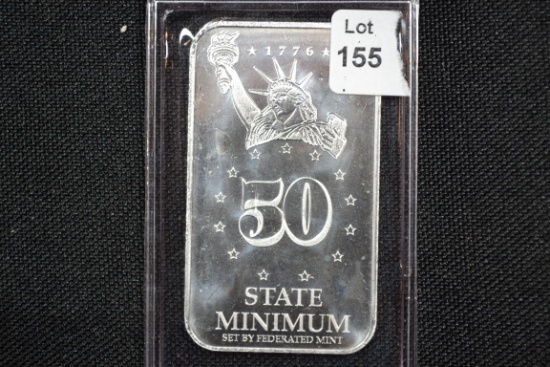 Lot
155
★ 1776 ★
50
STATE
MINIMUM
SET BY FEDERATED MINT